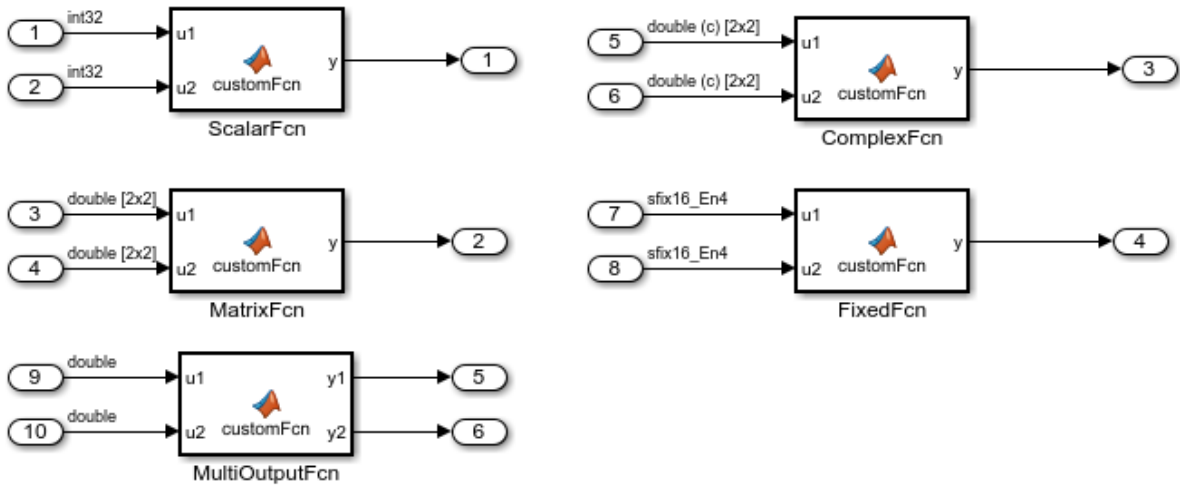 1
int32
u1
2
int32
u2
customFcn
y
1
ScalarFcn
5
double (c) [2x2]
u1
6
double (c) [2x2]
u2
customFcn
y
3
ComplexFcn
3
double [2x2]
u1
4
double [2x2]
u2
customFcn
y
2
MatrixFcn
7
sfix16_En4
u1
8
sfix16_En4
u2
customFcn
y
4
FixedFcn
9
double
u1
10
double
u2
customFcn
y1
5
y2
6
MultiOutputFcn